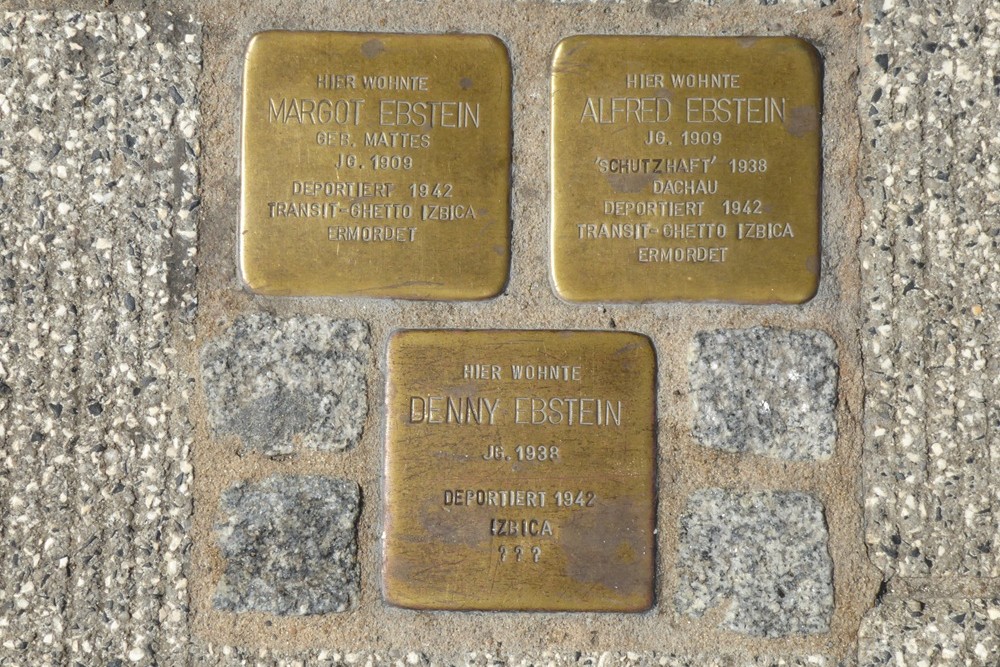 HIER WOHNTE
MARGOT EBSTEIN
GEB. MATTES
JG. 1909
DEPORTIERT 1942
TRANSIT-GHETTO IZBICA
ERMORDET
HIER WOHNTE
ALFRED EBSTEIN
JG. 1909
'SCHUTZHAFT' 1938
DACHAU
DEPORTIERT 1942
TRANSIT-GHETTO IZBICA
ERMORDET
HIER WOHNTE
DENNY EBSTEIN
JG. 1938
DEPORTIERT 1942
IZBICA
???